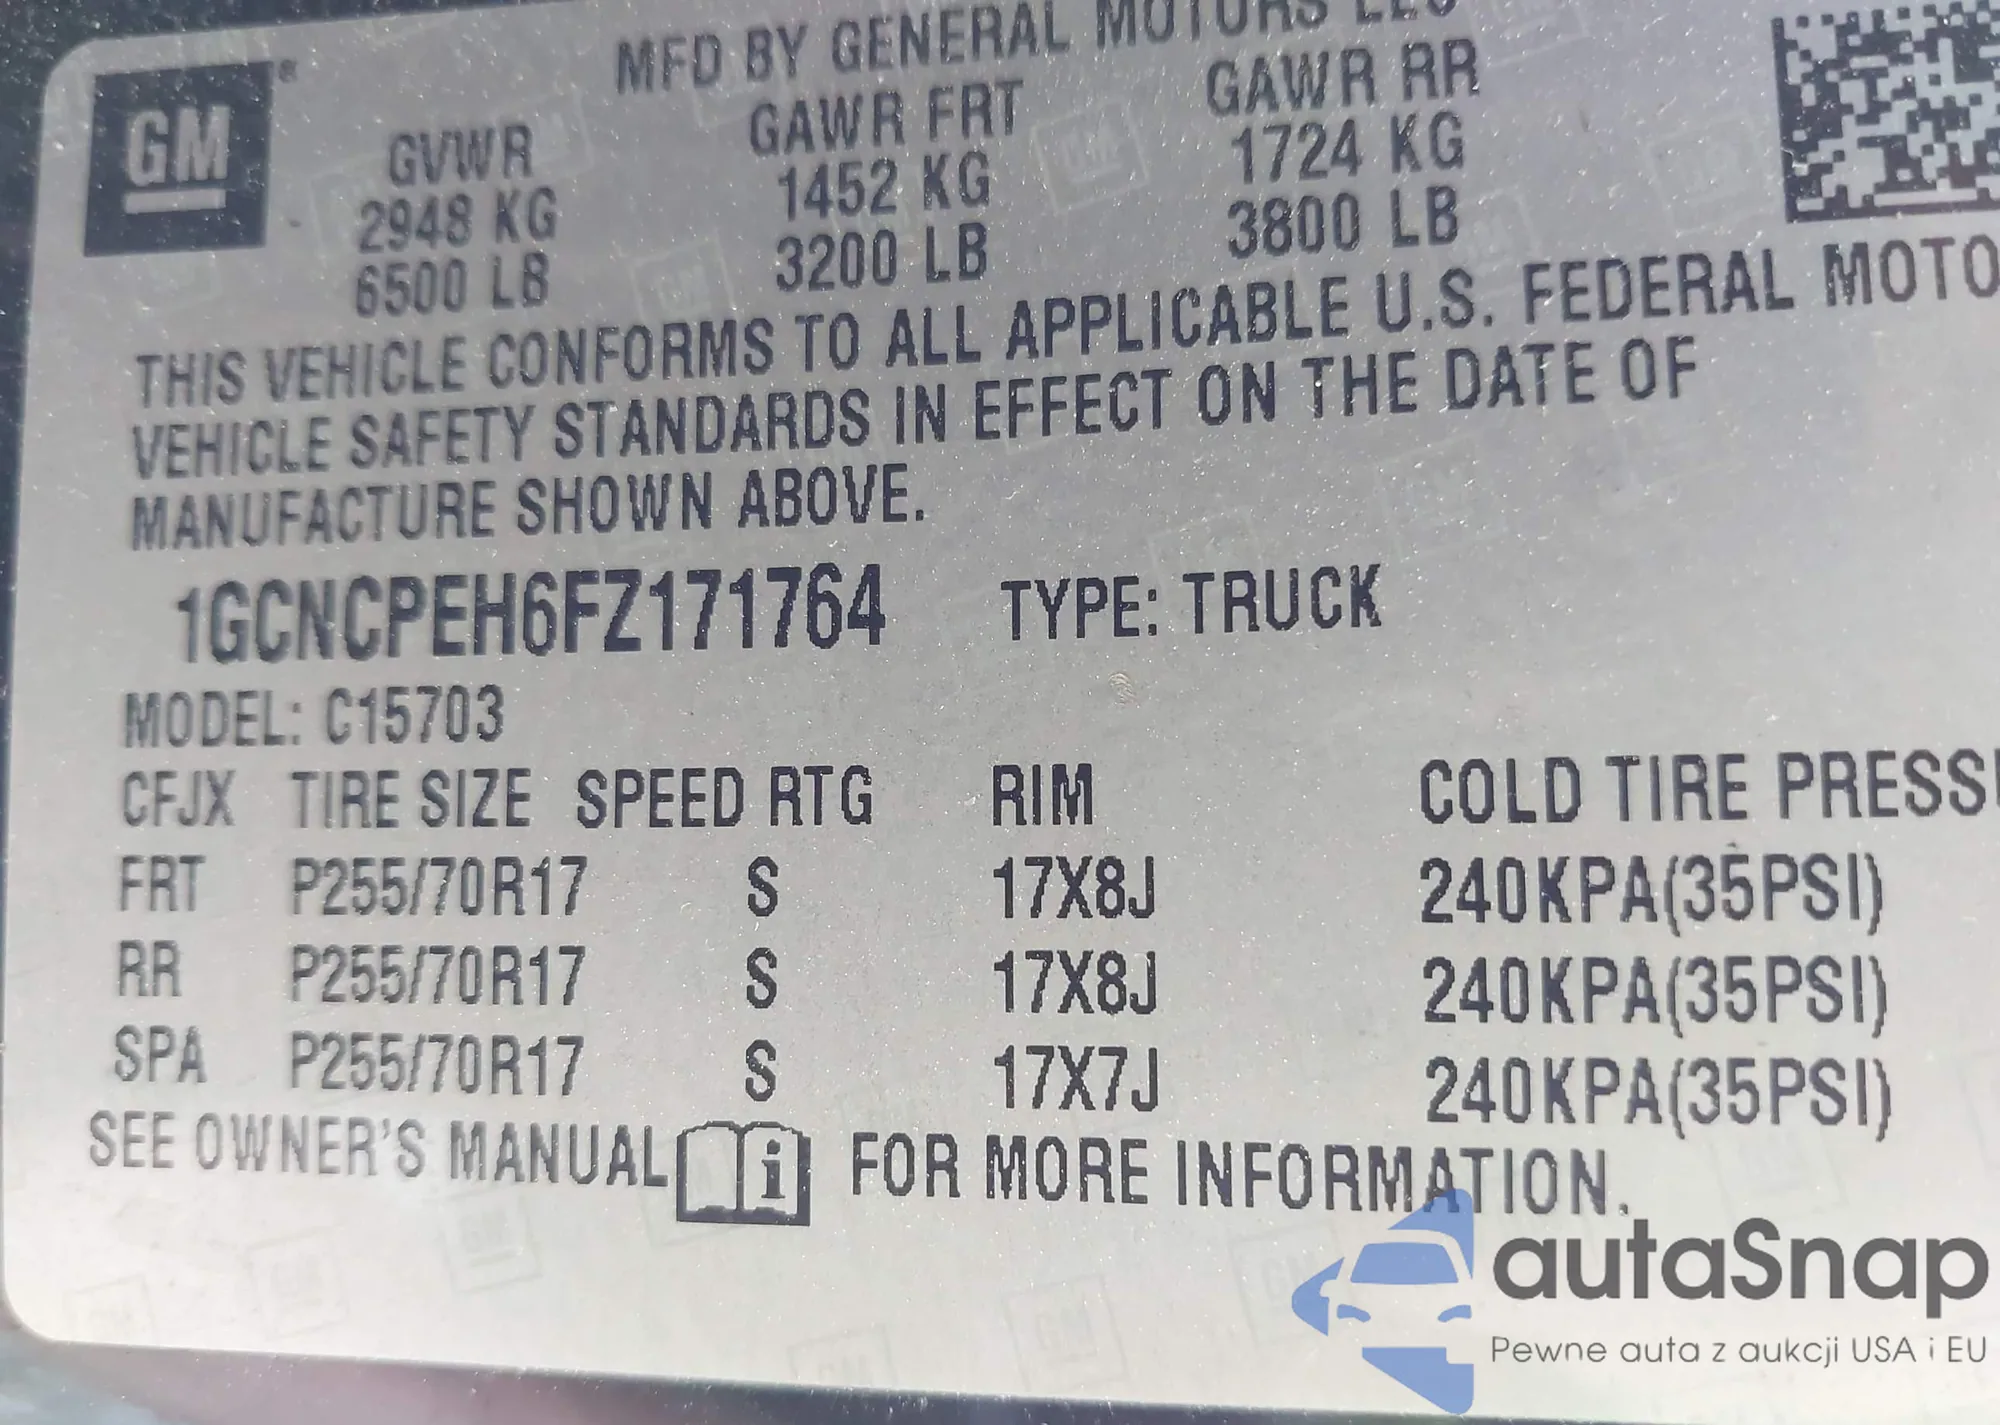 MFD BY GENERAL MOTORS LLC
GM®
GVWR GAWR FRT GAWR RR
2948 KG 1452 KG 1724 KG
6500 LB 3200 LB 3800 LB
THIS VEHICLE CONFORMS TO ALL APPLICABLE U.S. FEDERAL MOTO
VEHICLE SAFETY STANDARDS IN EFFECT ON THE DATE OF
MANUFACTURE SHOWN ABOVE.
1GCNCPEH6FZ171764 TYPE: TRUCK
MODEL: C15703
CFJX TIRE SIZE SPEED RTG RIM COLD TIRE PRESS
FRT P255/70R17 S 17X8J 240KPA(35PSI)
RR P255/70R17 S 17X8J 240KPA(35PSI)
SPA P255/70R17 S 17X7J 240KPA(35PSI)
SEE OWNER'S MANUAL i FOR MORE INFORMATION.
autaSnap
Pewne auta z aukcji USA i EU